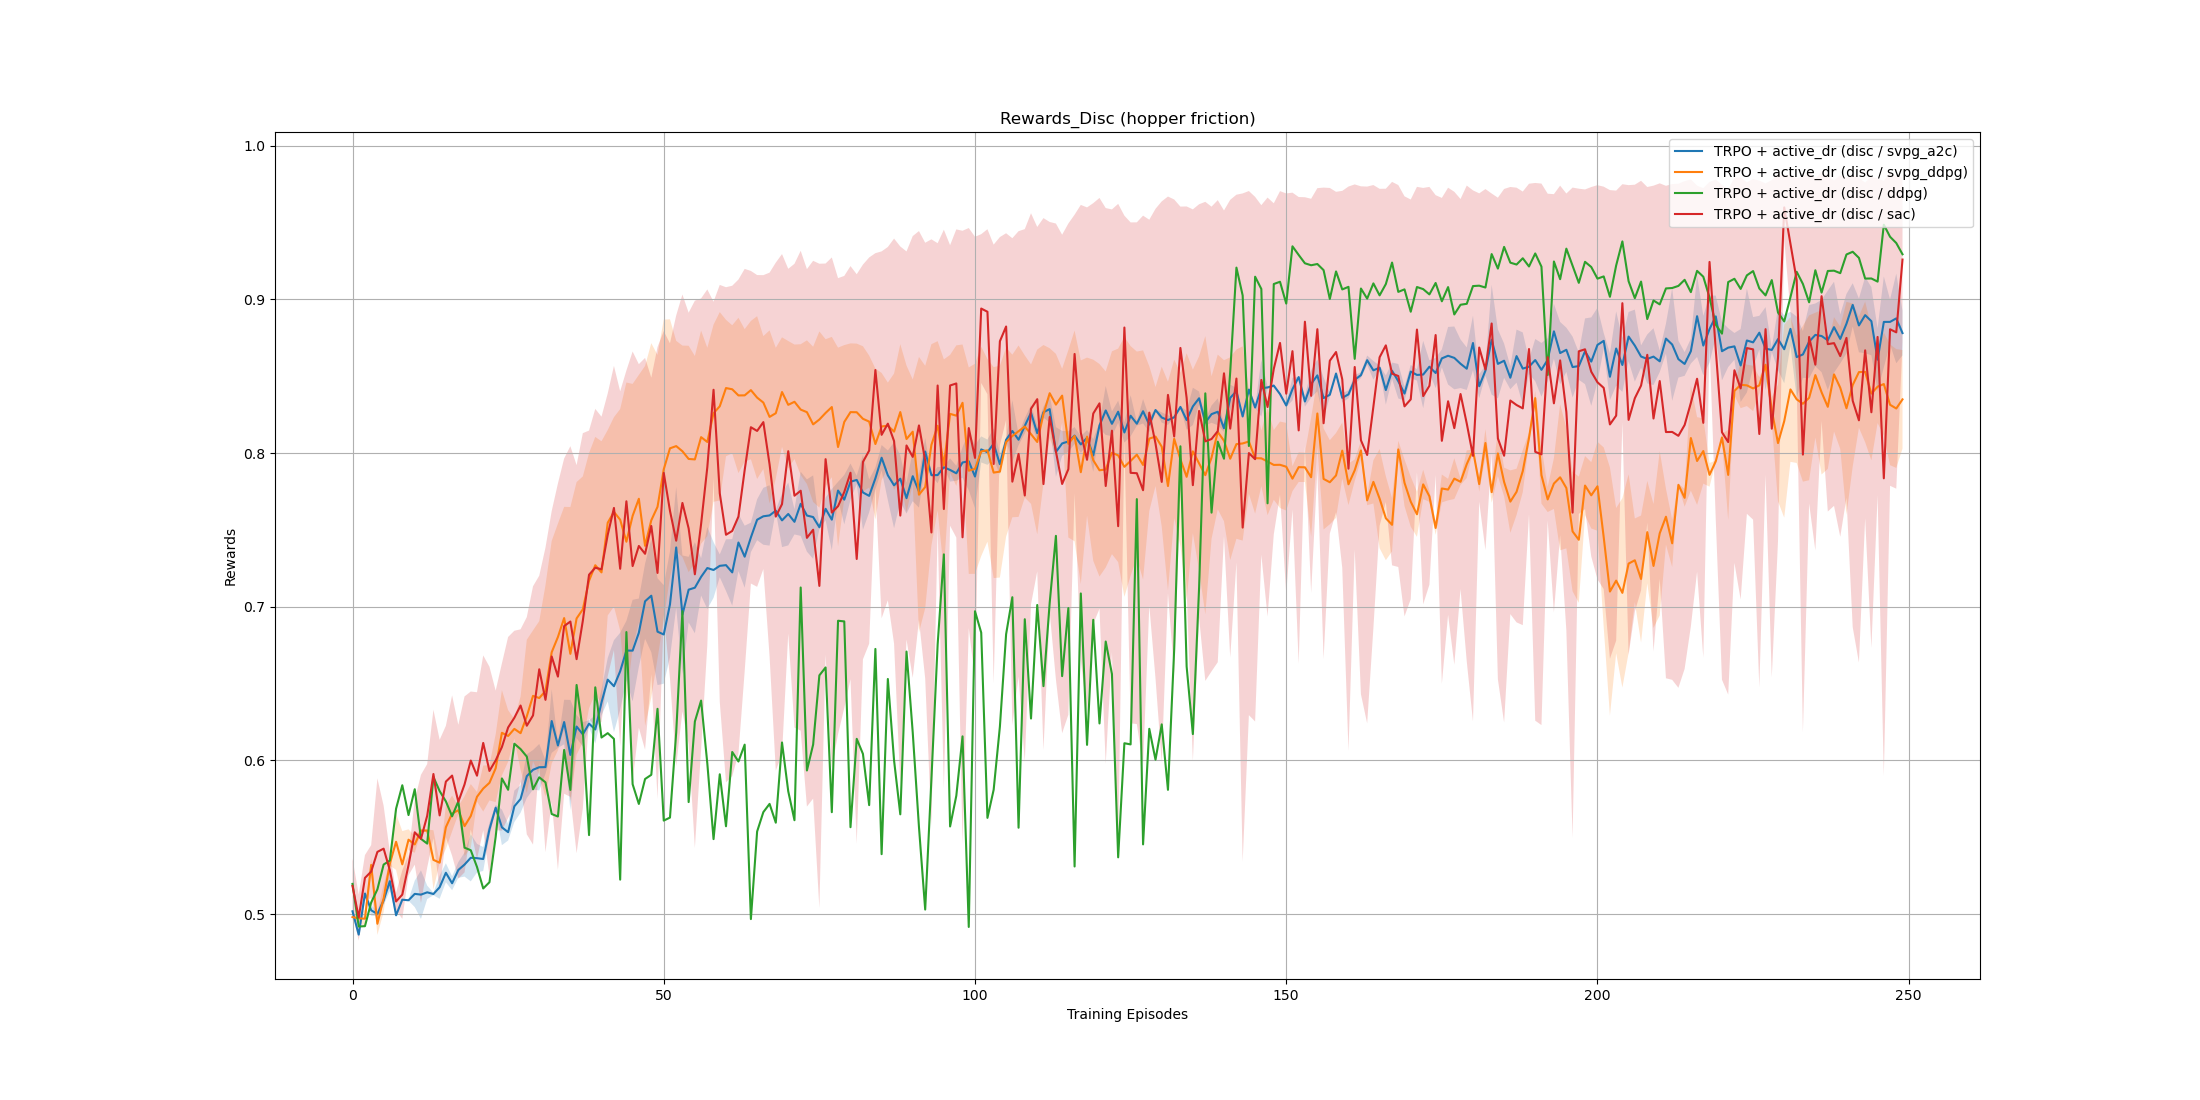 Rewards_Disc (hopper friction)
TRPO + active_dr (disc / svpg_a2c)
TRPO + active_dr (disc / svpg_ddpg)
TRPO + active_dr (disc / ddpg)
TRPO + active_dr (disc / sac)
Rewards
1.0
0.9
0.8
0.7
0.6
0.5
0 50 100 150 200 250
Training Episodes